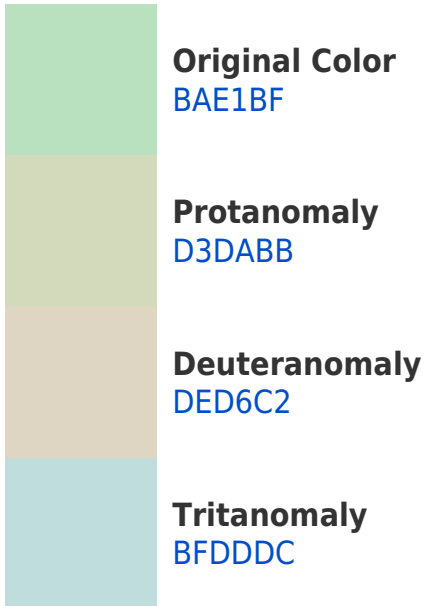 Original Color
BAE1BF
Protanomaly
D3DABB
Deuteranomaly
DED6C2
Tritanomaly
BFDDDC